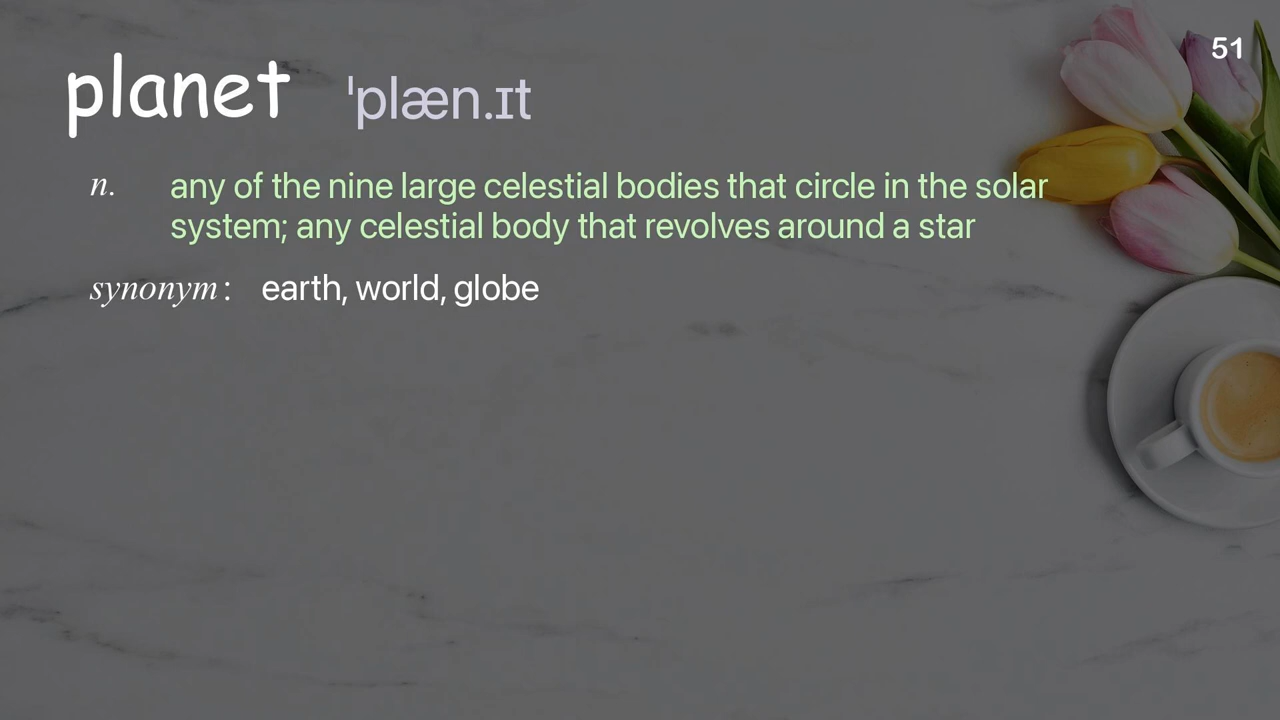 51
planet ˈplæn.ɪt
n. any of the nine large celestial bodies that circle in the solar
system; any celestial body that revolves around a star
synonym: earth, world, globe